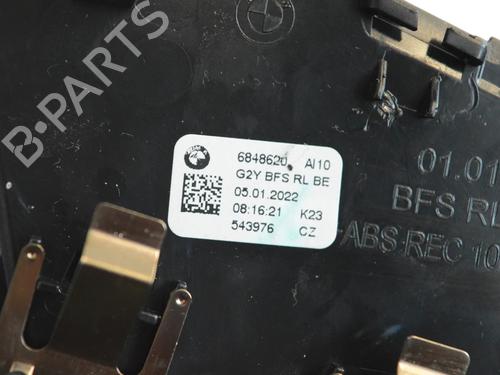 B-PARTS
6848620 AI10
G2Y BFS RL BE
05.01.2022
08:16:21 K23
543976 CZ
01.01
BFS RL
ABS REC 10